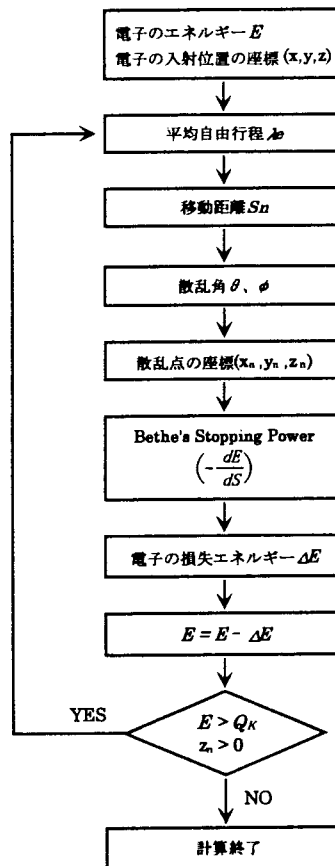 電子のエネルギーE
電子の入射位置の座標(x,y,z)
平均自由行程λe
移動距離Sn
散乱角θ、φ
散乱点の座標(xₙ,yₙ,zₙ)
Bethe's Stopping Power
(-dE/dS)
電子の損失エネルギーΔE
E=E-ΔE
YES
E>Q_K
zₙ>0
NO
計算終了